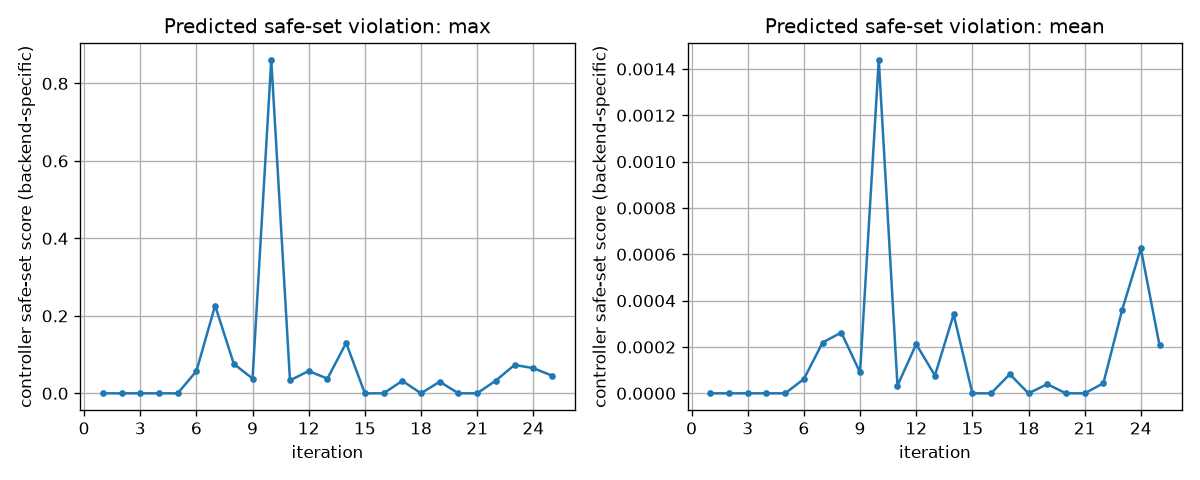 Predicted safe-set violation: max
controller safe-set score (backend-specific)
0.8
0.6
0.4
0.2
0.0
0 3 6 9 12 15 18 21 24
iteration
Predicted safe-set violation: mean
controller safe-set score (backend-specific)
0.0014
0.0012
0.0010
0.0008
0.0006
0.0004
0.0002
0.0000
0 3 6 9 12 15 18 21 24
iteration